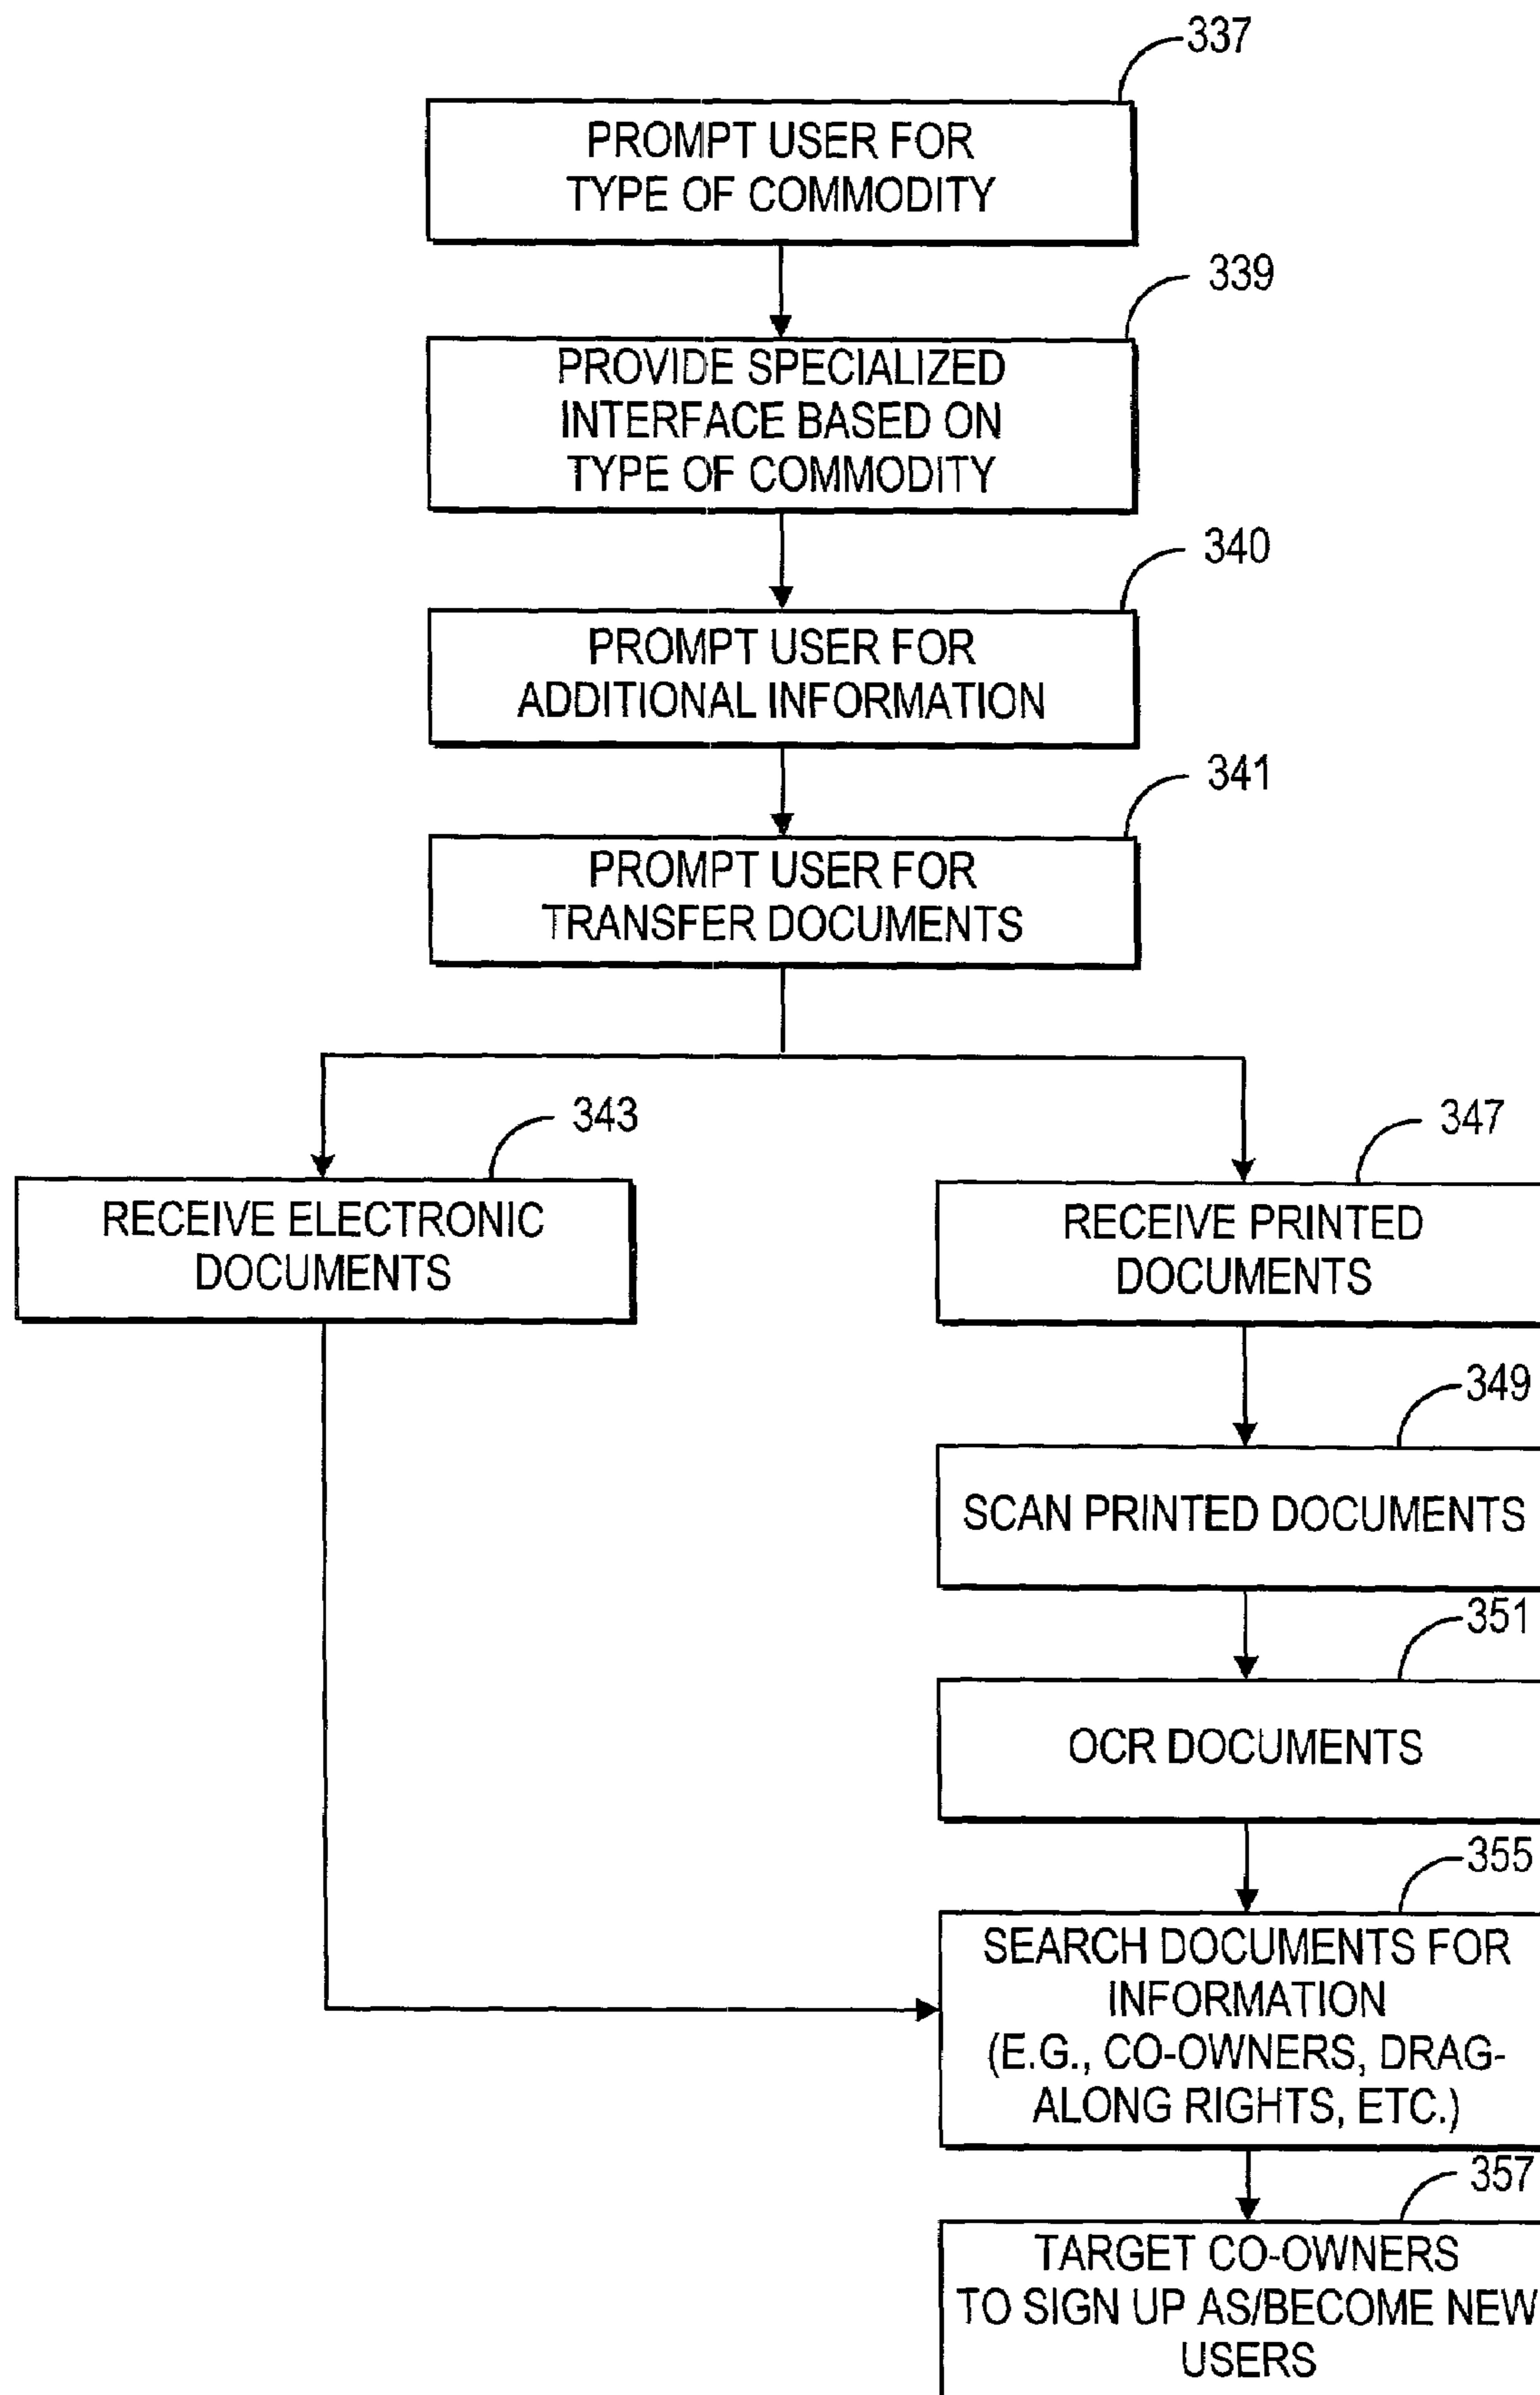 337
PROMPT USER FOR
TYPE OF COMMODITY
339
PROVIDE SPECIALIZED
INTERFACE BASED ON
TYPE OF COMMODITY
340
PROMPT USER FOR
ADDITIONAL INFORMATION
341
PROMPT USER FOR
TRANSFER DOCUMENTS
343
RECEIVE ELECTRONIC
DOCUMENTS
347
RECEIVE PRINTED
DOCUMENTS
349
SCAN PRINTED DOCUMENTS
351
OCR DOCUMENTS
355
SEARCH DOCUMENTS FOR
INFORMATION
(E.G., CO-OWNERS, DRAG-
ALONG RIGHTS, ETC.)
357
TARGET CO-OWNERS
TO SIGN UP AS/BECOME NEW
USERS